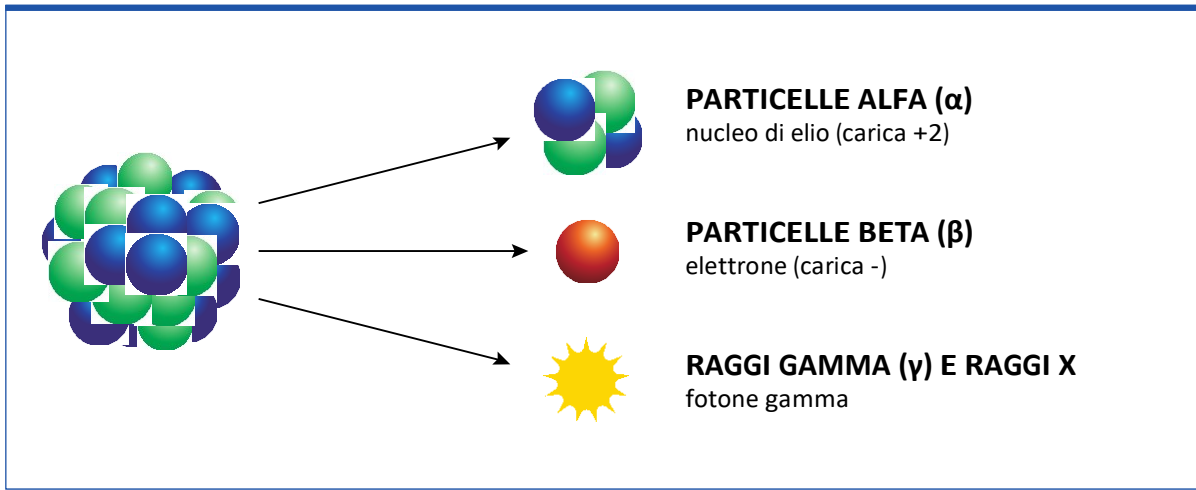 PARTICELLE ALFA (α)
nucleo di elio (carica +2)
PARTICELLE BETA (β)
elettrone (carica -)
RAGGI GAMMA (γ) E RAGGI X
fotone gamma